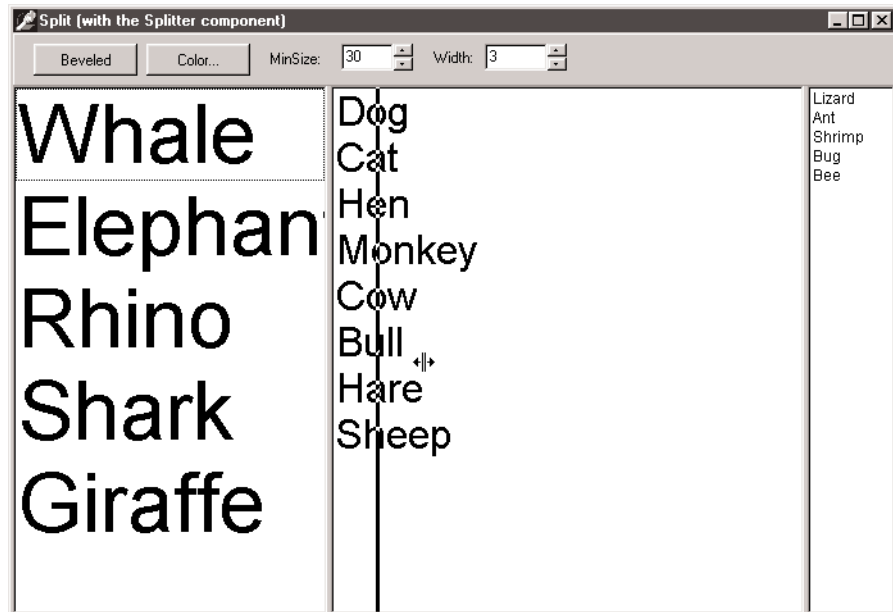 Split (with the Splitter component)
Beveled Color... MinSize: 30 Width: 3
Whale
Elephant
Rhino
Shark
Giraffe
Dog
Cat
Hen
Monkey
Cow
Bull
Hare
Sheep
Lizard
Ant
Shrimp
Bug
Bee